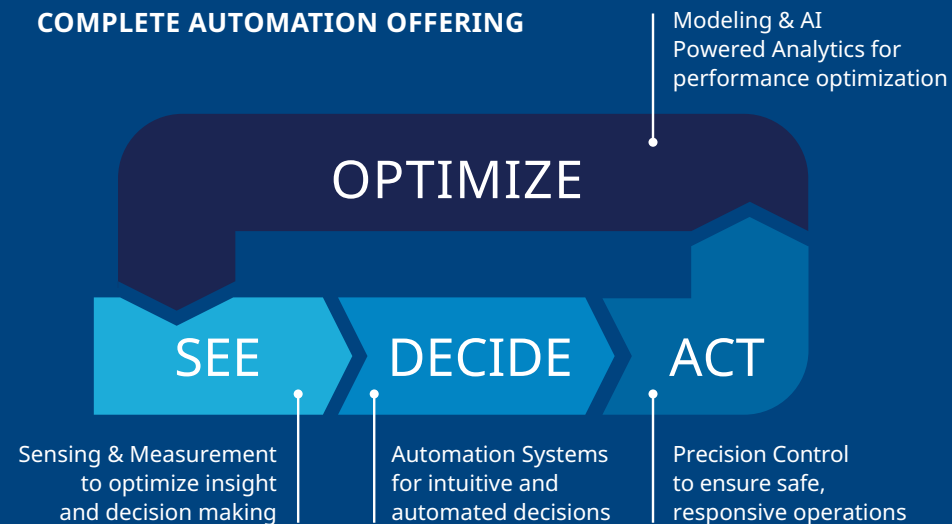 COMPLETE AUTOMATION OFFERING
Modeling & AI
Powered Analytics for
performance optimization
OPTIMIZE
SEE
DECIDE
ACT
Sensing & Measurement
to optimize insight
and decision making
Automation Systems
for intuitive and
automated decisions
Precision Control
to ensure safe,
responsive operations